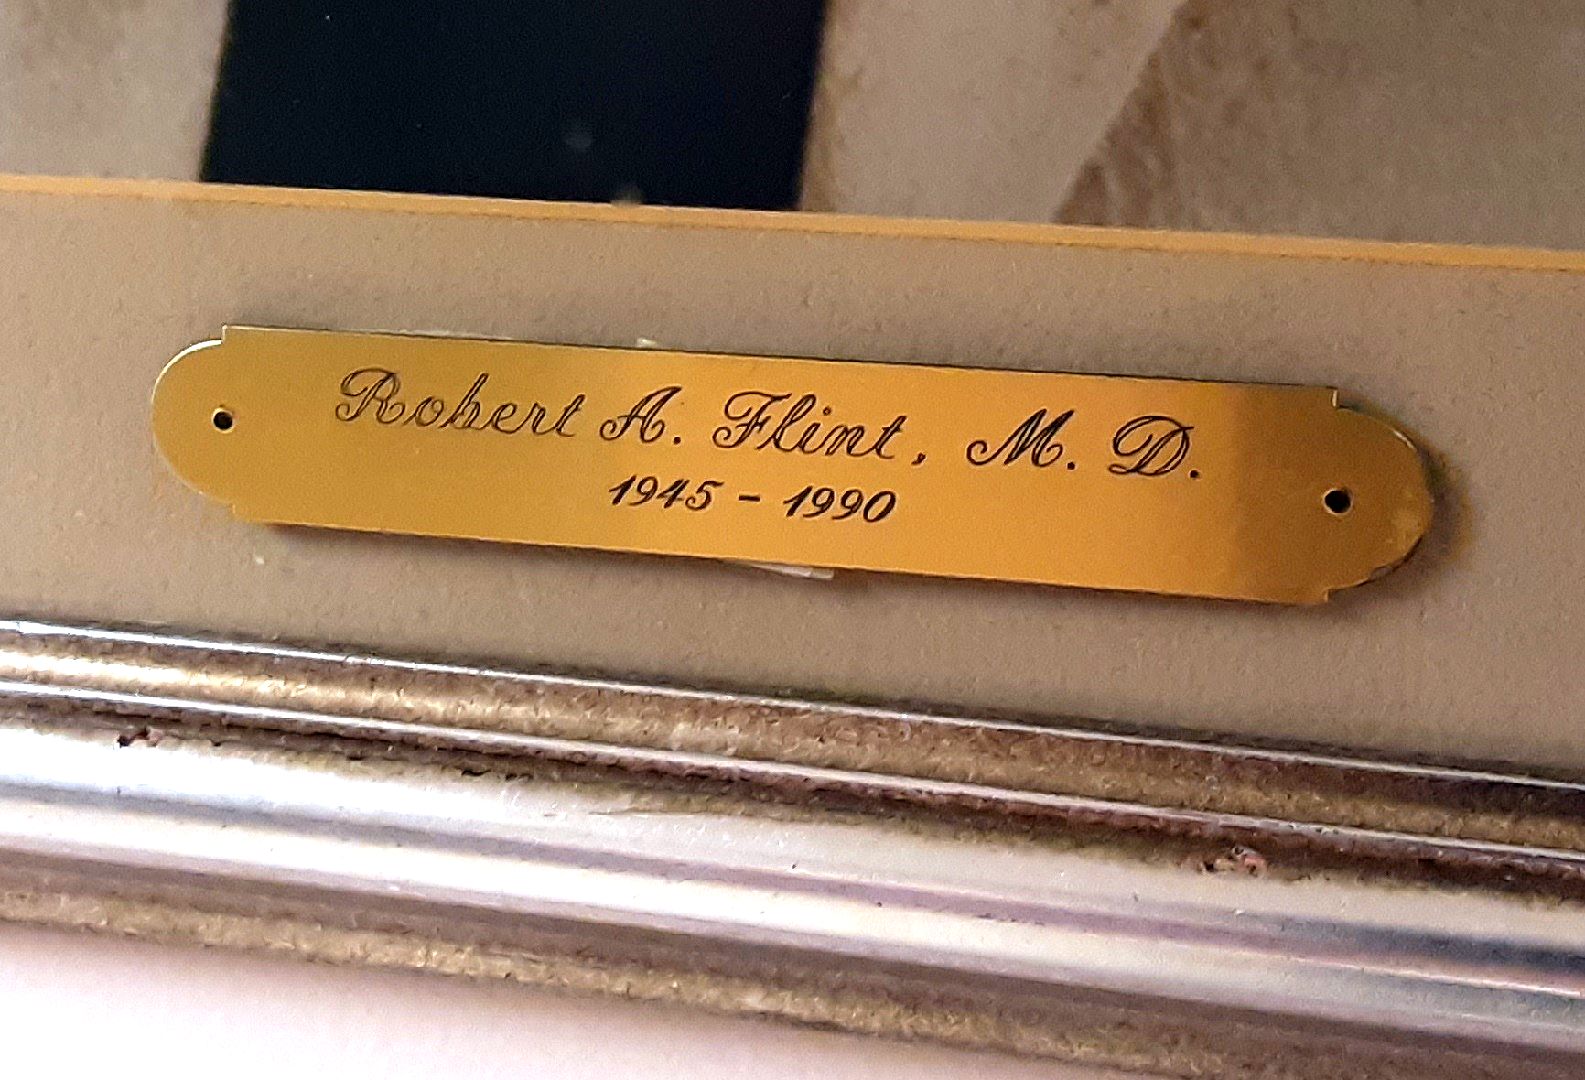 Robert A. Flint, M. D.
1945 - 1990